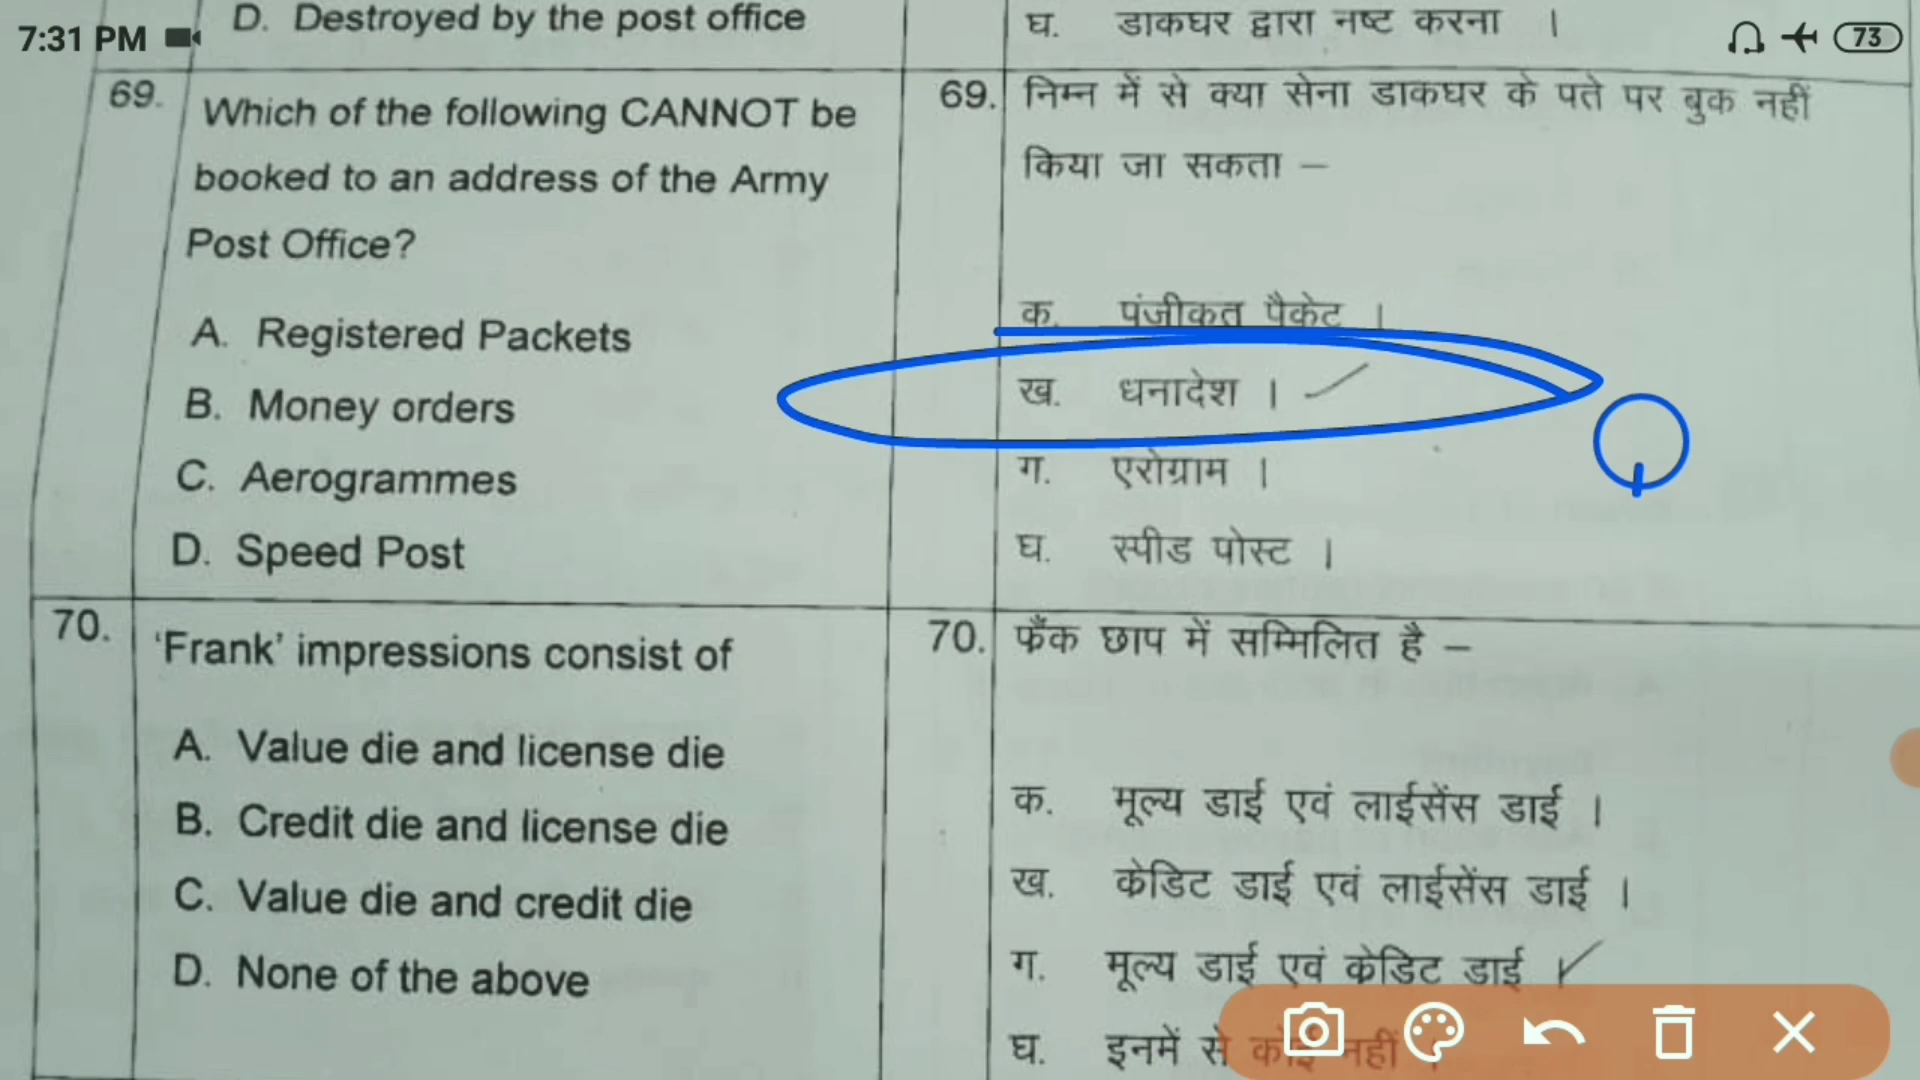 7:31 PM
73
D. Destroyed by the post office
घ. डाकघर द्वारा नष्ट करना ।
69. Which of the following CANNOT be
booked to an address of the Army
Post Office?
A. Registered Packets
B. Money orders
C. Aerogrammes
D. Speed Post
69. निम्न में से क्या सेना डाकघर के पते पर बुक नहीं
किया जा सकता –
क. पंजीकत पैकेट ।
ख. धनादेश ।
ग. एरोग्राम ।
घ. स्पीड पोस्ट ।
70. ‘Frank’ impressions consist of
A. Value die and license die
B. Credit die and license die
C. Value die and credit die
D. None of the above
70. फ्रैंक छाप में सम्मिलित है –
क. मूल्य डाई एवं लाईसेंस डाई ।
ख. क्रेडिट डाई एवं लाईसेंस डाई ।
ग. मूल्य डाई एवं क्रेडिट डाई ।
घ. इनमें से कोई नहीं ।